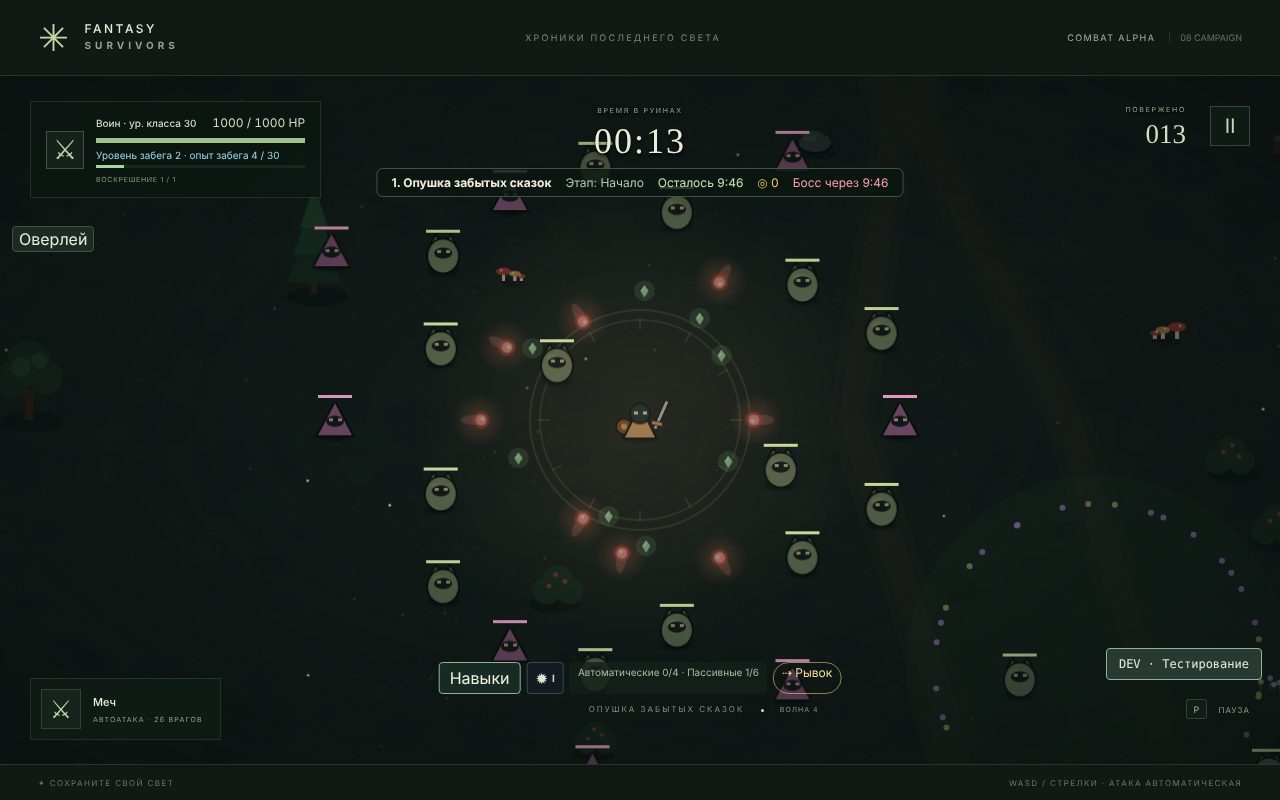 FANTASY
SURVIVORS
ХРОНИКИ ПОСЛЕДНЕГО СВЕТА
COMBAT ALPHA
08 CAMPAIGN
Воин · ур. класса 30
1000 / 1000 HP
Уровень забега 2 · опыт забега 4 / 30
ВОСКРЕШЕНИЕ 1 / 1
ВРЕМЯ В РУИНАХ
00:13
ПОВЕРЖЕНО
013
1. Опушка забытых сказок Этап: Начало Осталось 9:46 ◎ 0 Босс через 9:46
Оверлей
Навыки
I
Автоматические 0/4 · Пассивные 1/6
⇢ Рывок
ОПУШКА ЗАБЫТЫХ СКАЗОК • ВОЛНА 4
Меч
АВТОАТАКА · 26 ВРАГОВ
DEV · Тестирование
P ПАУЗА
✦ СОХРАНИТЕ СВОЙ СВЕТ
WASD / СТРЕЛКИ · АТАКА АВТОМАТИЧЕСКАЯ